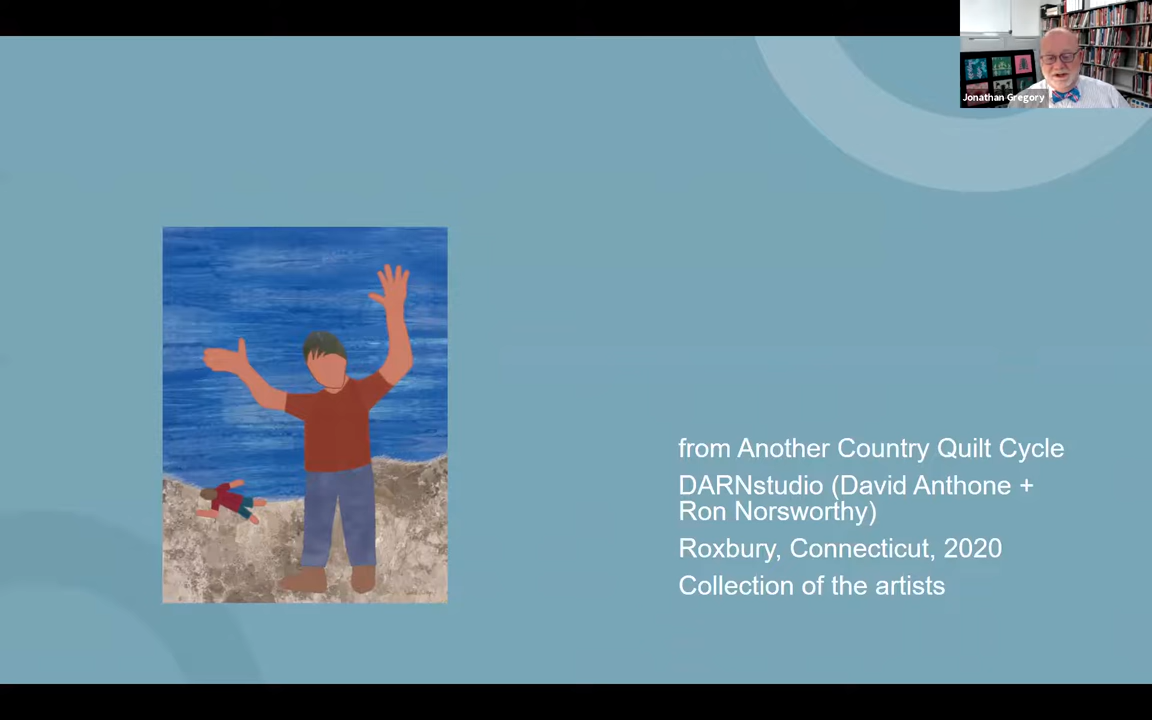 Jonathan Gregory
from Another Country Quilt Cycle
DARNstudio (David Anthone +
Ron Norsworthy)
Roxbury, Connecticut, 2020
Collection of the artists